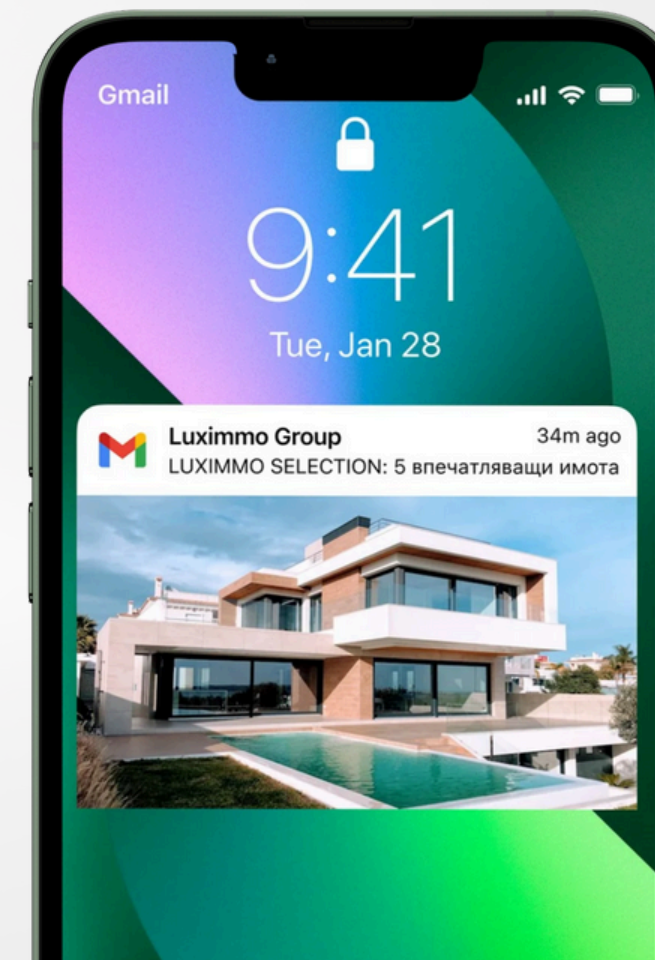 Gmail
9:41
Tue, Jan 28
Luximmo Group
34m ago
LUXIMMO SELECTION: 5 впечатляващи имота